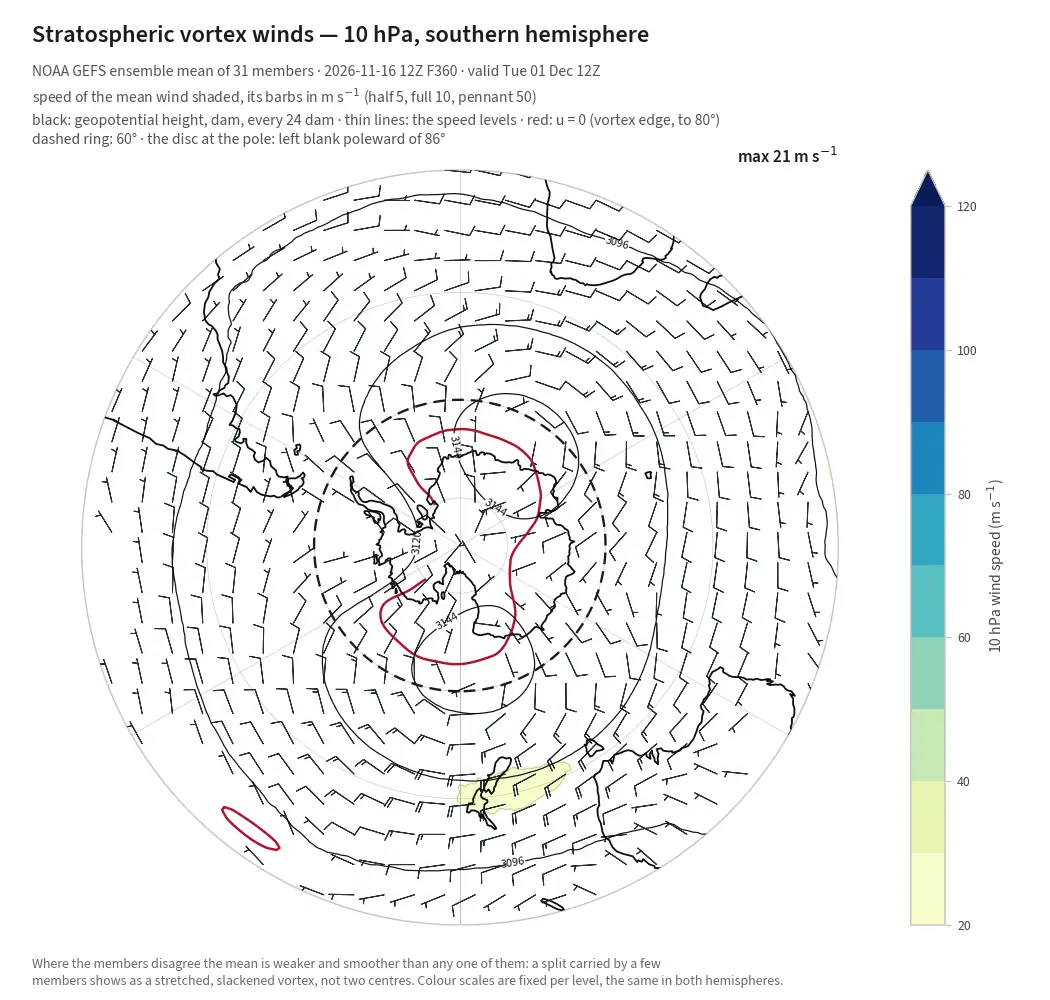 Stratospheric vortex winds — 10 hPa, southern hemisphere
NOAA GEFS ensemble mean of 31 members · 2026-11-16 12Z F360 · valid Tue 01 Dec 12Z
speed of the mean wind shaded, its barbs in m s⁻¹ (half 5, full 10, pennant 50)
black: geopotential height, dam, every 24 dam · thin lines: the speed levels · red: u = 0 (vortex edge, to 80°)
dashed ring: 60° · the disc at the pole: left blank poleward of 86°
max 21 m s⁻¹
120
100
80
60
40
20
10 hPa wind speed (m s⁻¹)
3096
3144
3144
3120
3144
3096
Where the members disagree the mean is weaker and smoother than any one of them: a split carried by a few
members shows as a stretched, slackened vortex, not two centres. Colour scales are fixed per level, the same in both hemispheres.